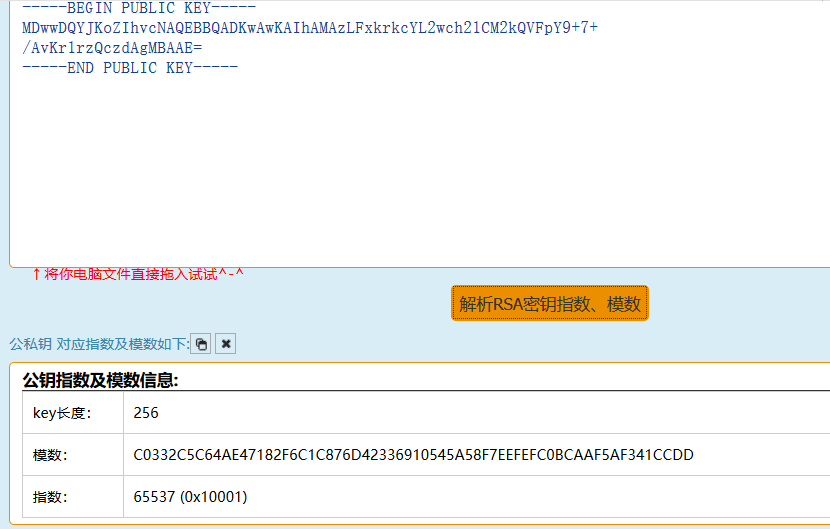 -----BEGIN PUBLIC KEY-----
MDwwDQYJKoZIhvcNAQEBBQADKwAwKAIhAMAzLFxkrkcYL2wch21CM2kQVFpY9+7+
/AvKr1rzQczdAgMBAAE=
-----END PUBLIC KEY-----
↑将你电脑文件直接拖入试试^-^
解析RSA密钥指数、模数
公私钥 对应指数及模数如下:
公钥指数及模数信息:
key长度: 256
模数: C0332C5C64AE47182F6C1C876D42336910545A58F7EEFEFC0BCAAF5AF341CCDD
指数: 65537 (0x10001)